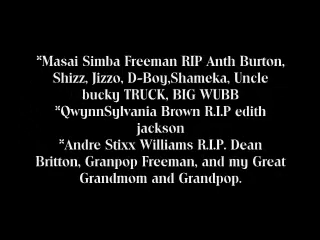 *Masai Simba Freeman RIP Anth Burton,
Shizz, Jizzo, D-Boy,Shameka, Uncle
bucky TRUCK, BIG WUBB
*QwynnSylvania Brown R.I.P edith
jackson
*Andre Stixx Williams R.I.P. Dean
Britton, Granpop Freeman, and my Great
Grandmom and Grandpop.